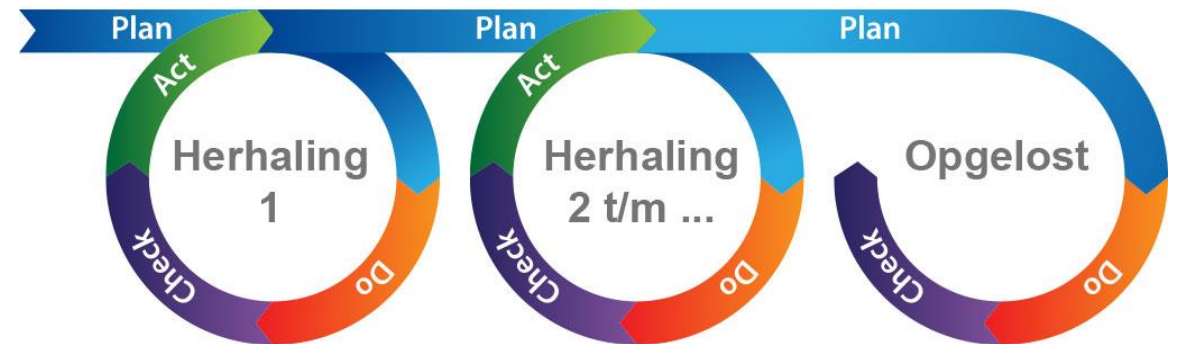 Plan
Plan
Plan
Act
Act
Herhaling
1
Herhaling
2 t/m ...
Opgelost
Check
Do
Check
Do
Check
Do